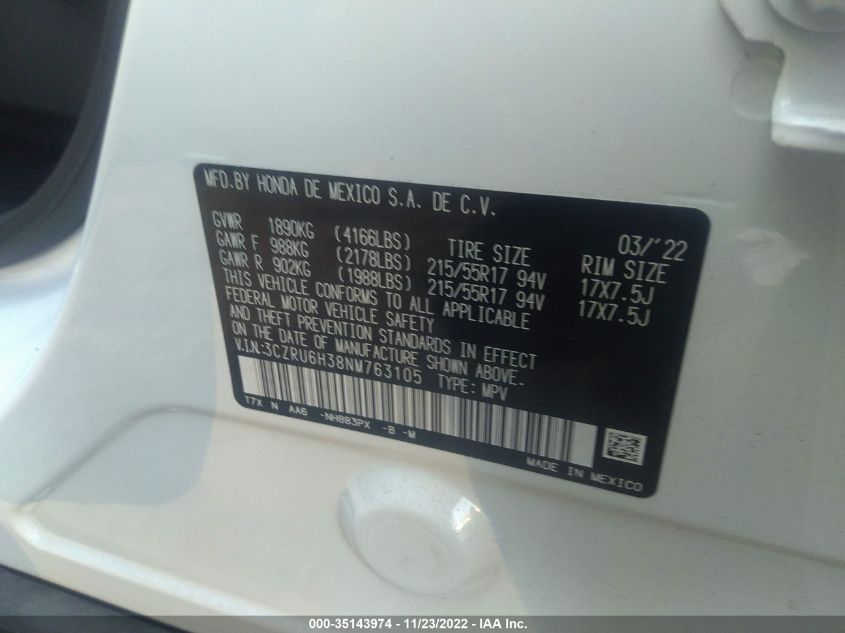 MFD.BY HONDA DE MEXICO S.A. DE C.V.
03/'22
GVWR 1890KG (4166LBS) TIRE SIZE RIM SIZE
GAWR F 988KG (2178LBS) 215/55R17 94V 17X7.5J
GAWR R 902KG (1988LBS) 215/55R17 94V 17X7.5J
THIS VEHICLE CONFORMS TO ALL APPLICABLE
FEDERAL MOTOR VEHICLE SAFETY
AND THEFT PREVENTION STANDARDS IN EFFECT
ON THE DATE OF MANUFACTURE SHOWN ABOVE.
V.I.N:3CZRU6H38NM763105 TYPE: MPV
T7X N AA6 -NH883PX -B -M
MADE IN MEXICO
000-35143974 - 11/23/2022 - IAA Inc.